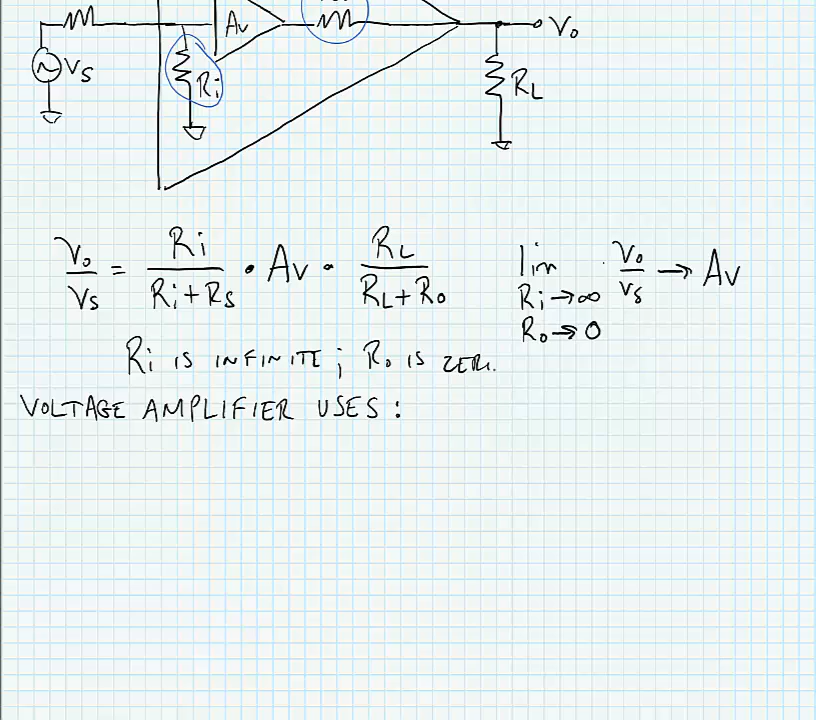 Av
Vo
Vs
Ri
RL
Vo/Vs = Ri/(Ri+Rs) • Av • RL/(RL+Ro)
lim Ri→∞ Ro→0 Vo/Vs → Av
Ri IS INFINITE; Ro IS ZERO.
VOLTAGE AMPLIFIER USES: